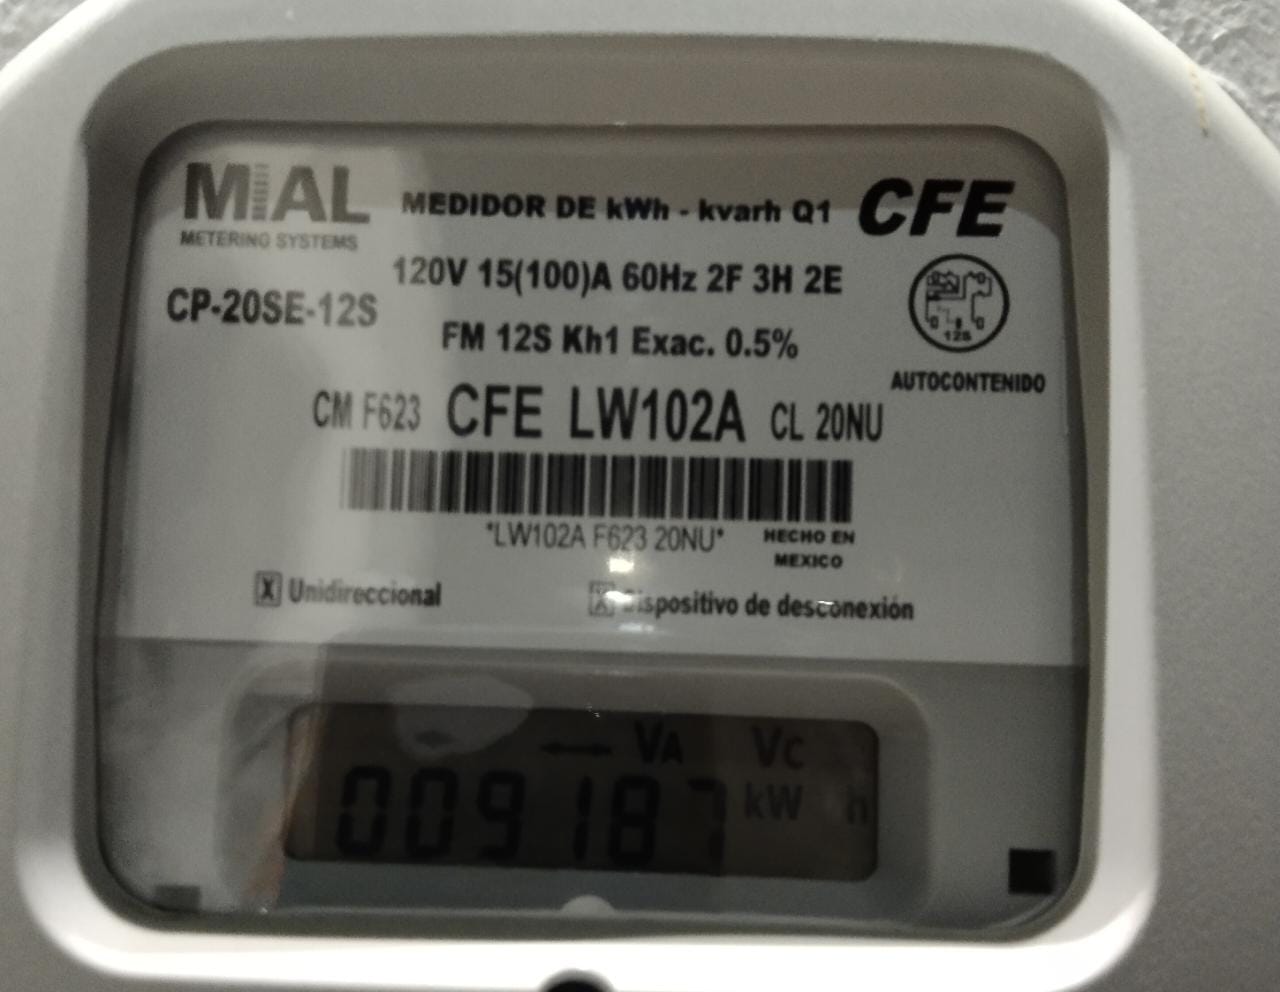 MIAL
METERING SYSTEMS
MEDIDOR DE kWh - kvarh Q1
CFE
120V 15(100)A 60Hz 2F 3H 2E
CP-20SE-12S
FM 12S Kh1 Exac. 0.5%
12S
AUTOCONTENIDO
CM F623 CFE LW102A CL 20NU
*LW102A F623 20NU*
HECHO EN
MEXICO
X Unidireccional
X Dispositivo de desconexión
VA VC
009187 kW h